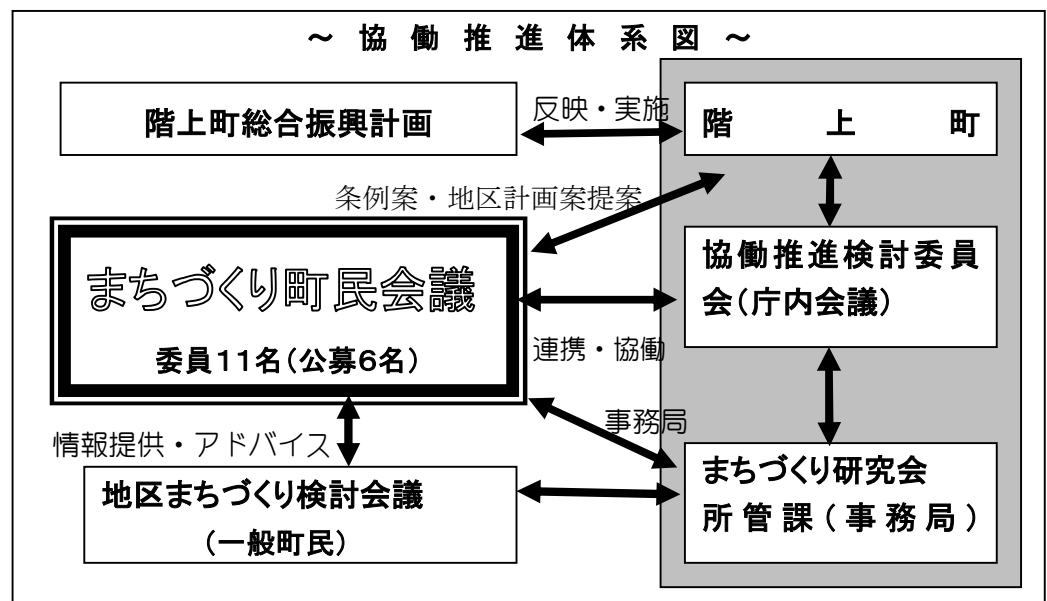 ～協働推進体系図～
階上町総合振興計画
反映・実施
階上町
条例案・地区計画案提案
まちづくり町民会議
委員11名(公募6名)
協働推進検討委員
会(庁内会議)
連携・協働
事務局
情報提供・アドバイス
地区まちづくり検討会議
(一般町民)
まちづくり研究会
所管課(事務局)